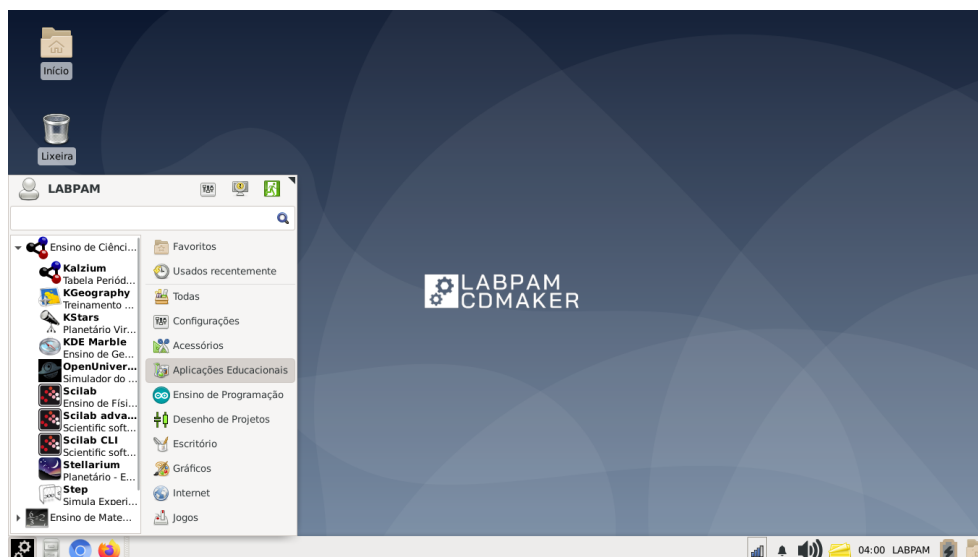 Início
Lixeira
LABPAM
Ensino de Ciênci...
Kalzium
Tabela Periód...
KGeography
Treinamento ...
KStars
Planetário Vir...
KDE Marble
Ensino de Ge...
OpenUniver...
Simulador do ...
Scilab
Ensino de Físi...
Scilab adva...
Scientific soft...
Scilab CLI
Scientific soft...
Stellarium
Planetário - E...
Step
Simula Experi...
Ensino de Mate...
Favoritos
Usados recentemente
Todas
Configurações
Acessórios
Aplicações Educacionais
Ensino de Programação
Desenho de Projetos
Escritório
Gráficos
Internet
Jogos
LABPAM
CDMAKER
04:00 LABPAM